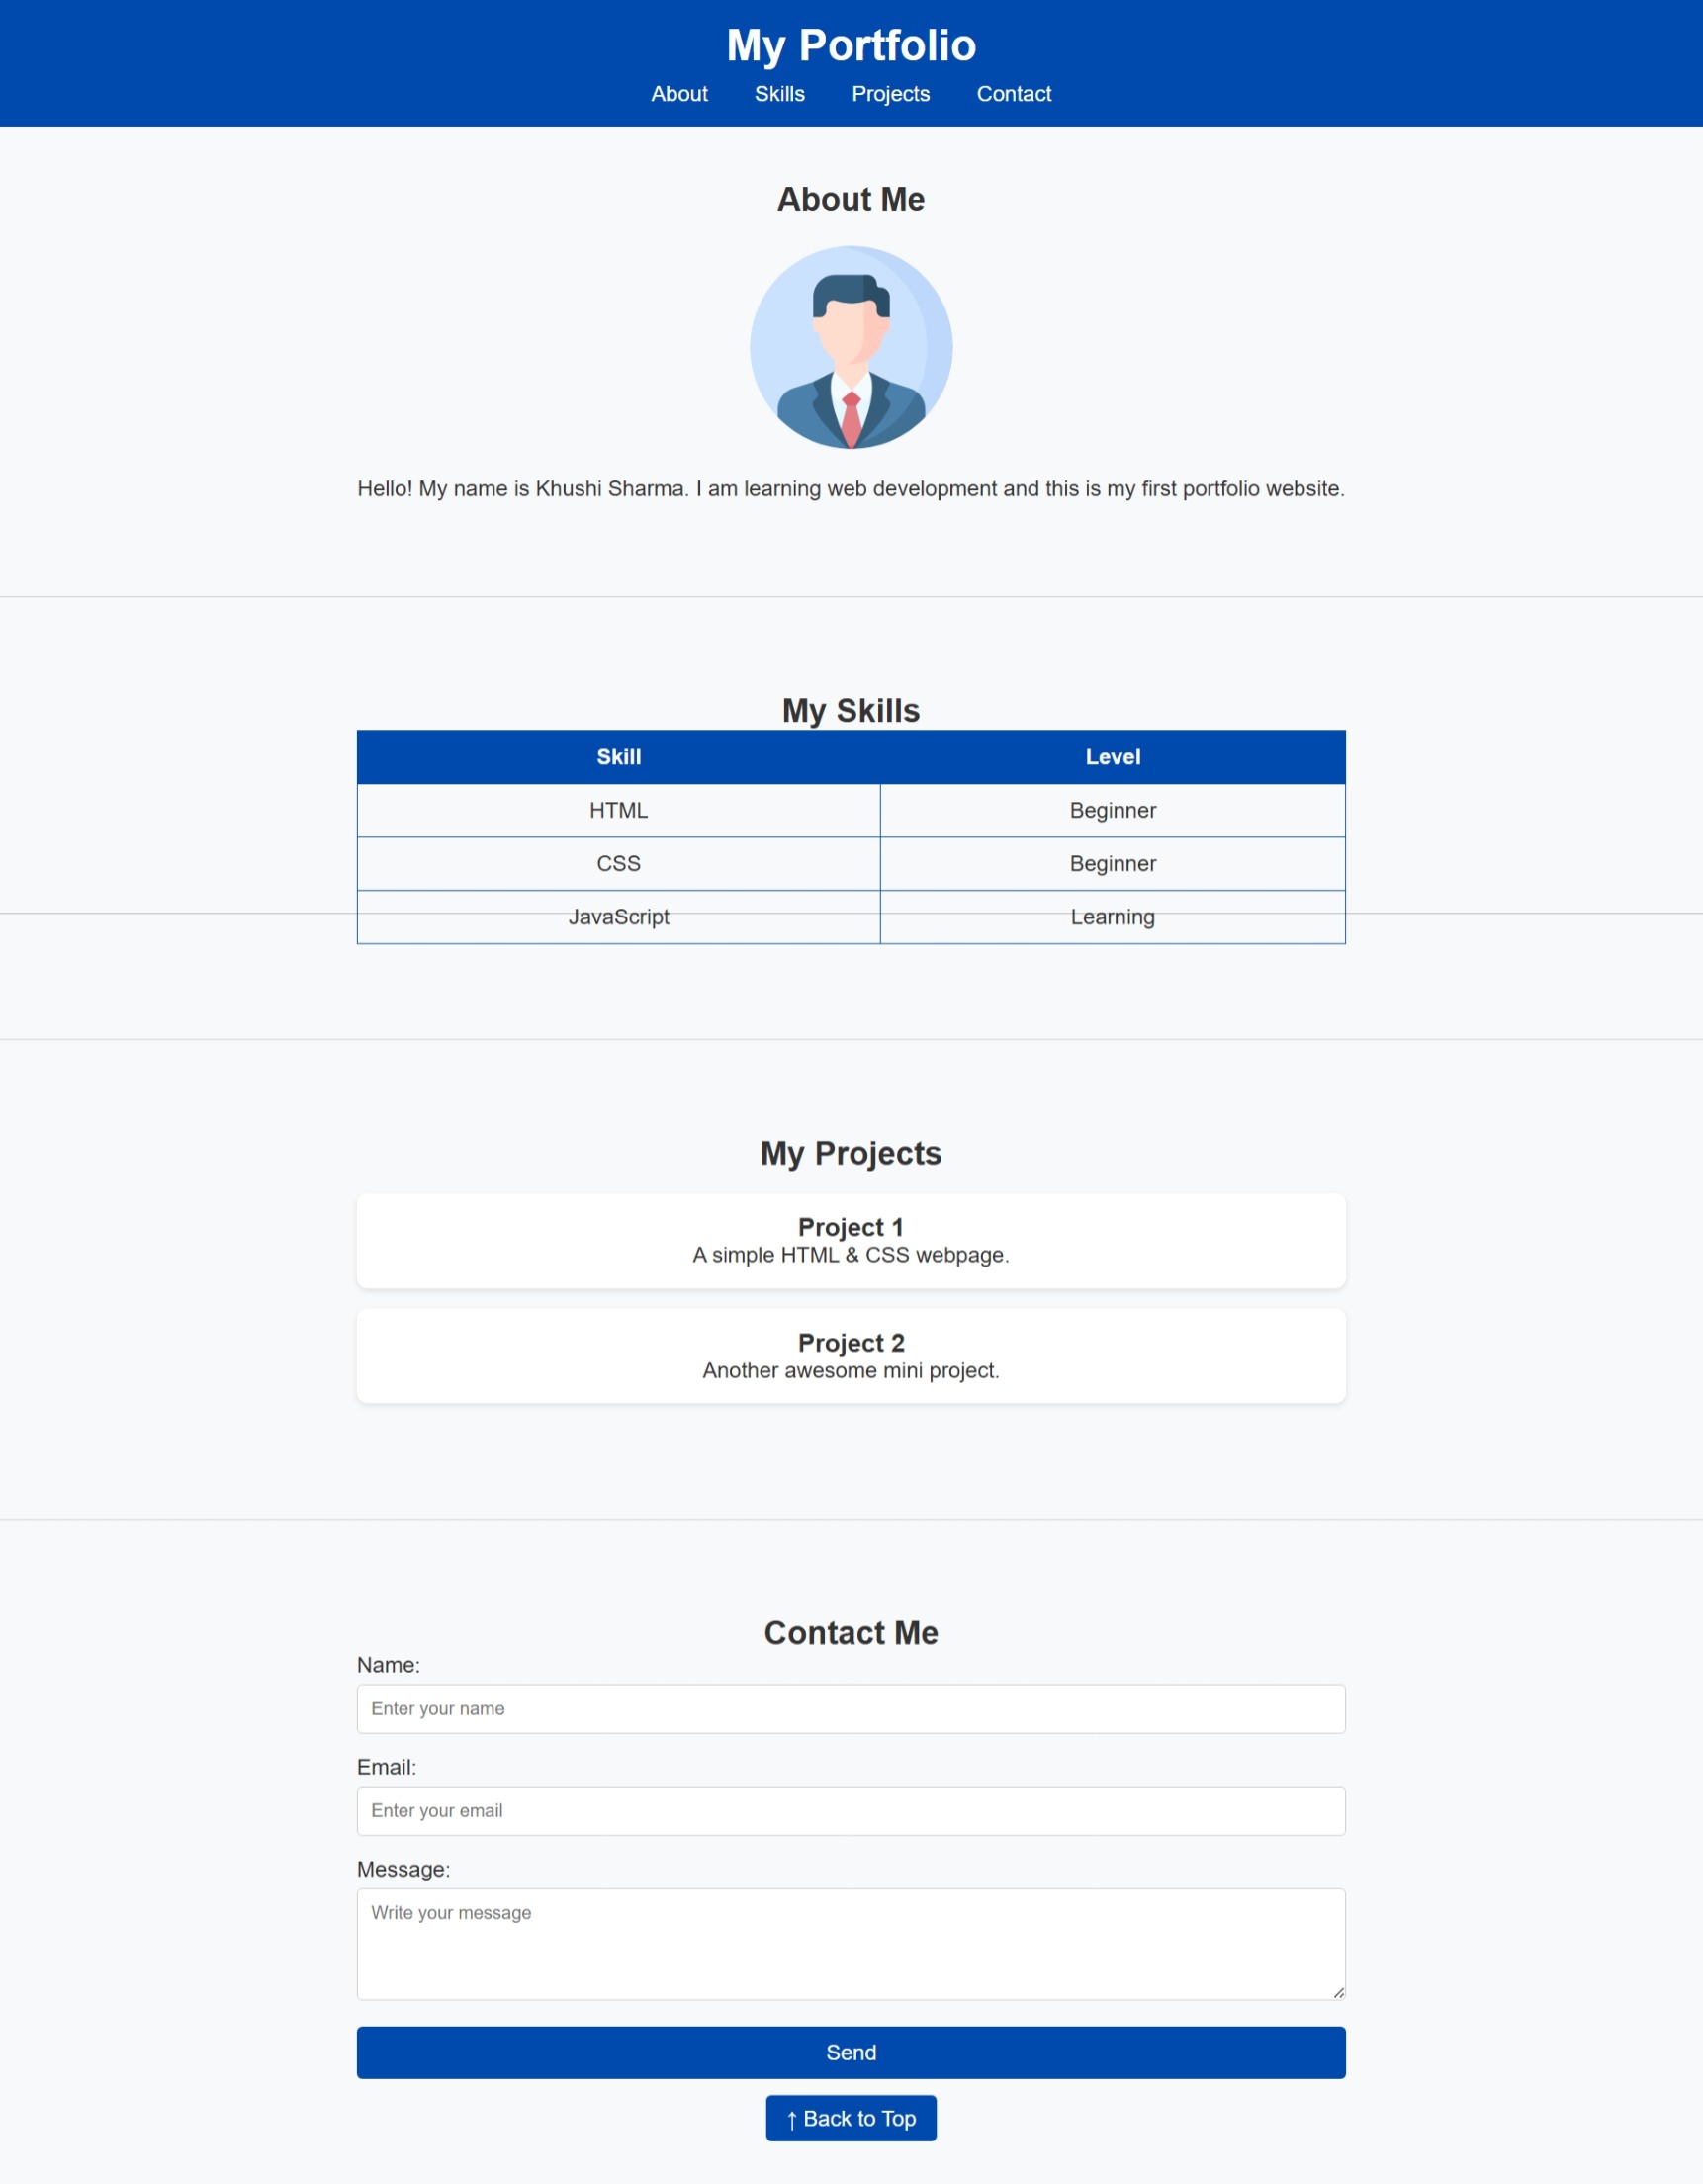 My Portfolio
About Skills Projects Contact
About Me
Hello! My name is Khushi Sharma. I am learning web development and this is my first portfolio website.
My Skills
Skill Level
HTML Beginner
CSS Beginner
JavaScript Learning
My Projects
Project 1
A simple HTML & CSS webpage.
Project 2
Another awesome mini project.
Contact Me
Name:
Enter your name
Email:
Enter your email
Message:
Write your message
Send
↑ Back to Top